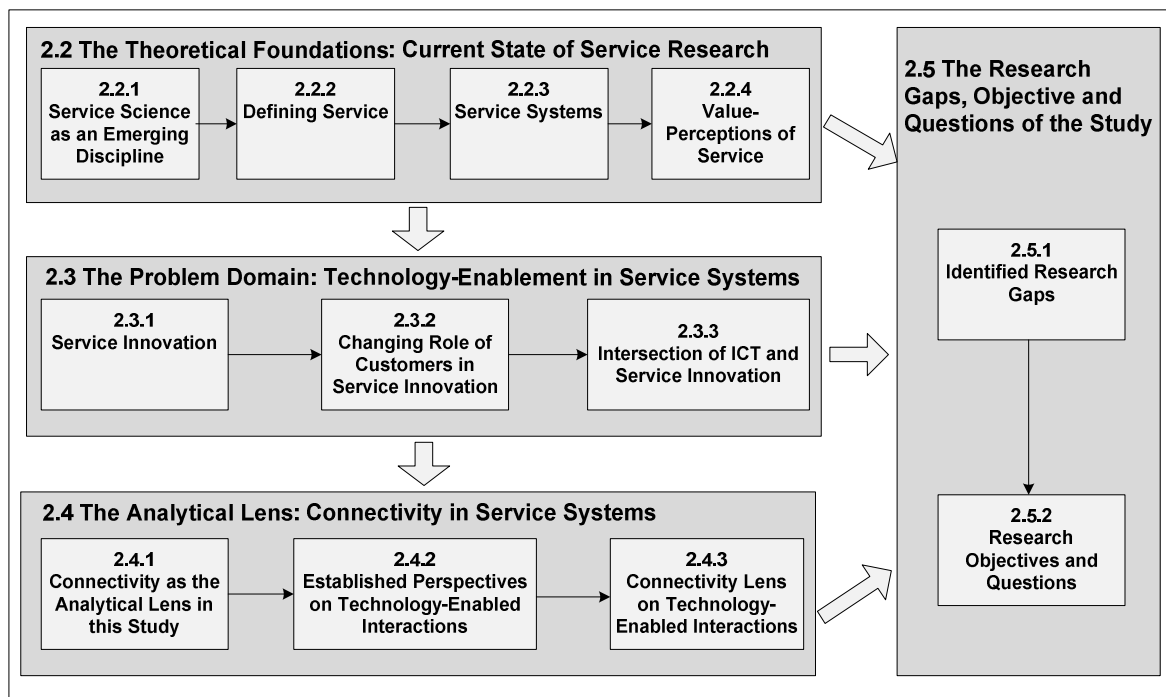 2.2 The Theoretical Foundations: Current State of Service Research
2.2.1
Service Science
as an Emerging
Discipline
2.2.2
Defining Service
2.2.3
Service Systems
2.2.4
Value-
Perceptions of
Service
2.3 The Problem Domain: Technology-Enablement in Service Systems
2.3.1
Service Innovation
2.3.2
Changing Role of
Customers in
Service Innovation
2.3.3
Intersection of ICT and
Service Innovation
2.4 The Analytical Lens: Connectivity in Service Systems
2.4.1
Connectivity as the
Analytical Lens in
this Study
2.4.2
Established Perspectives
on Technology-Enabled
Interactions
2.4.3
Connectivity Lens
on Technology-
Enabled Interactions
2.5 The Research
Gaps, Objective and
Questions of the Study
2.5.1
Identified Research
Gaps
2.5.2
Research
Objectives and
Questions